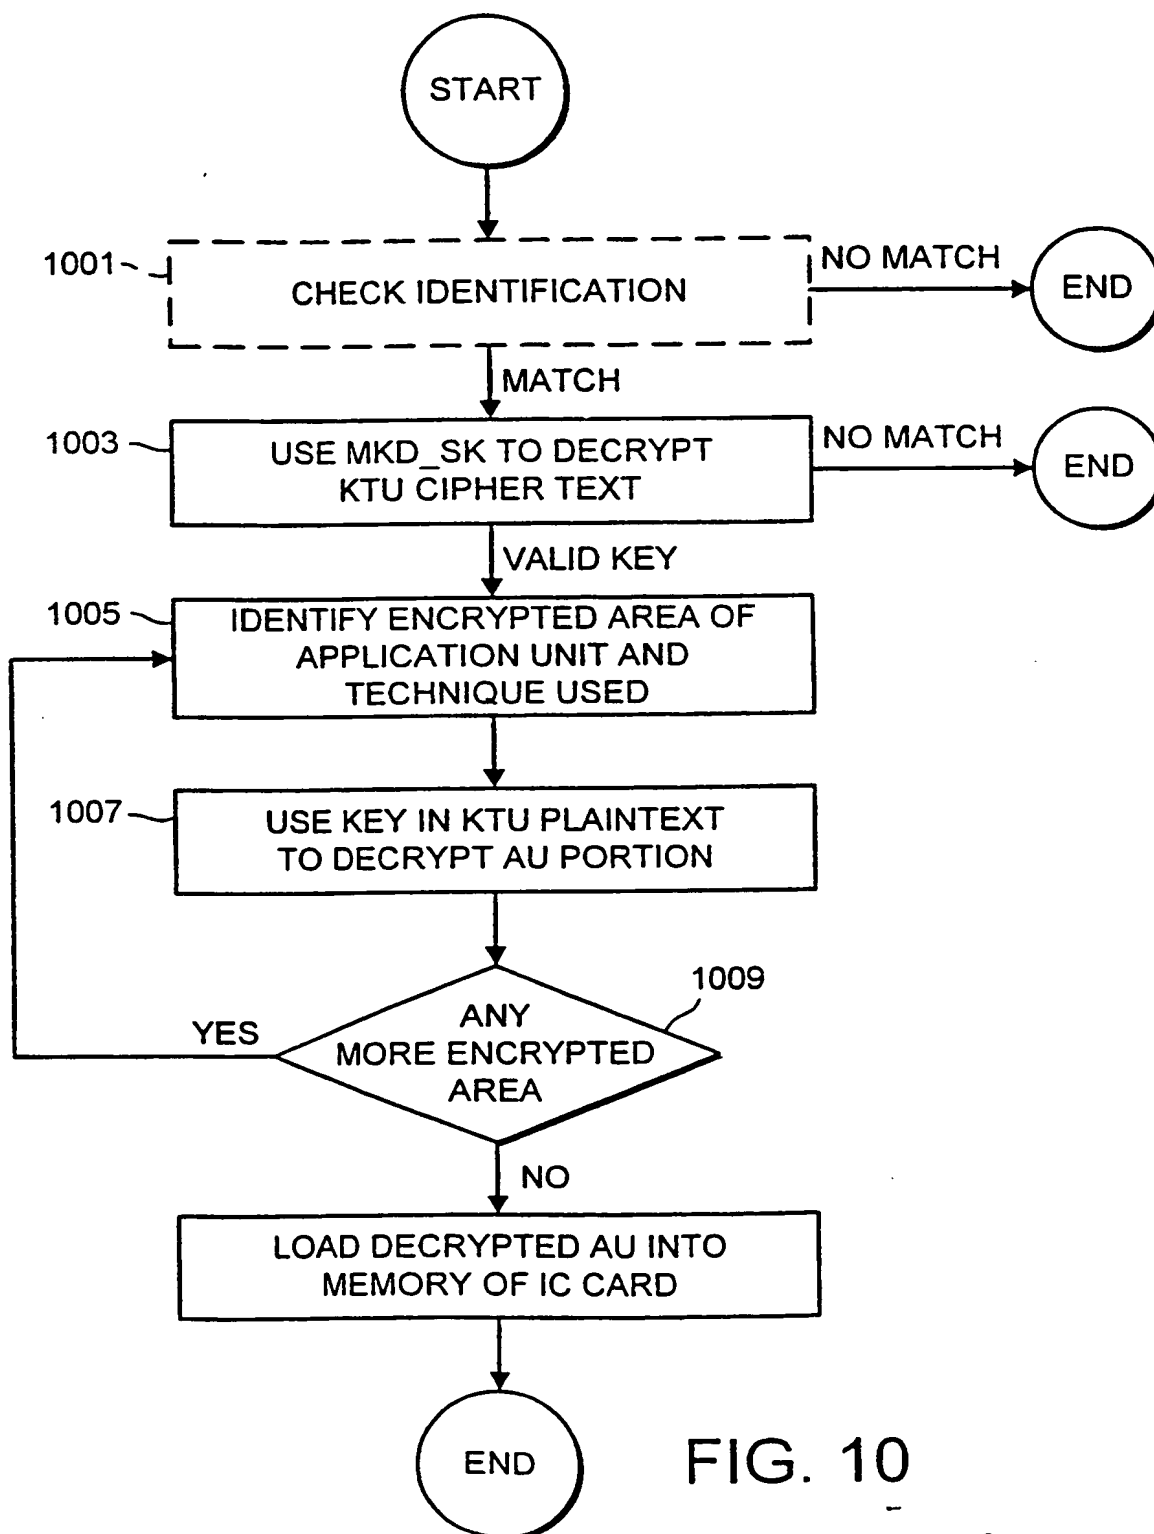 START
1001
CHECK IDENTIFICATION
NO MATCH
END
MATCH
1003
USE MKD_SK TO DECRYPT
KTU CIPHER TEXT
NO MATCH
END
VALID KEY
1005
IDENTIFY ENCRYPTED AREA OF
APPLICATION UNIT AND
TECHNIQUE USED
1007
USE KEY IN KTU PLAINTEXT
TO DECRYPT AU PORTION
1009
ANY
MORE ENCRYPTED
AREA
YES
NO
LOAD DECRYPTED AU INTO
MEMORY OF IC CARD
END
FIG. 10